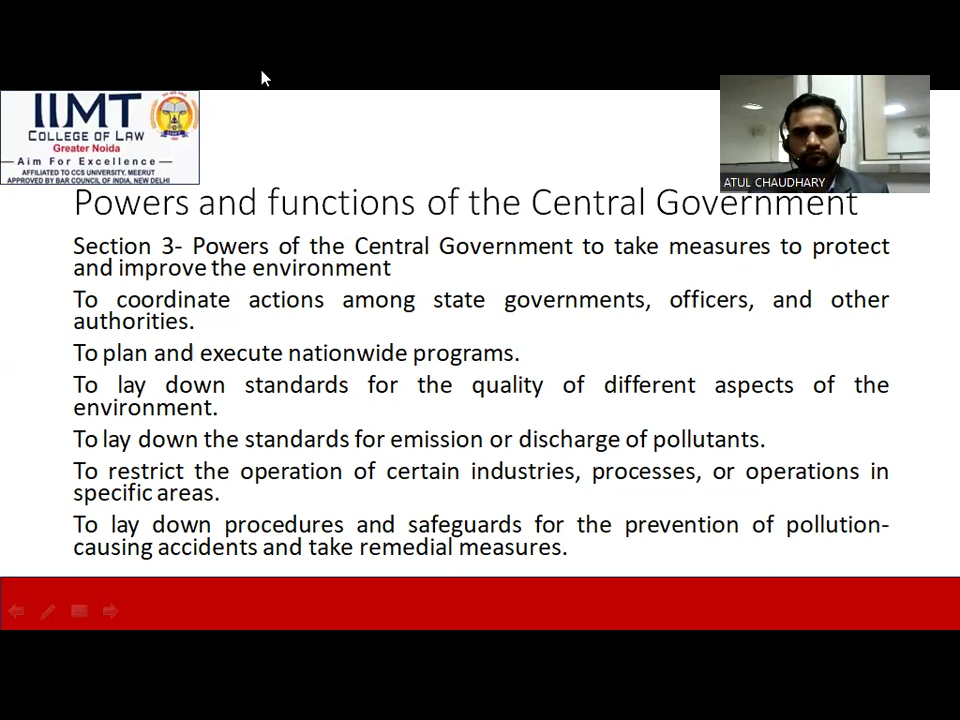 IIMT
COLLEGE OF LAW
Greater Noida
Aim For Excellence
AFFILIATED TO CCS UNIVERSITY, MEERUT
APPROVED BY BAR COUNCIL OF INDIA, NEW DELHI
ATUL CHAUDHARY
Powers and functions of the Central Government
Section 3- Powers of the Central Government to take measures to protect
and improve the environment
To coordinate actions among state governments, officers, and other
authorities.
To plan and execute nationwide programs.
To lay down standards for the quality of different aspects of the
environment.
To lay down the standards for emission or discharge of pollutants.
To restrict the operation of certain industries, processes, or operations in
specific areas.
To lay down procedures and safeguards for the prevention of pollution-
causing accidents and take remedial measures.